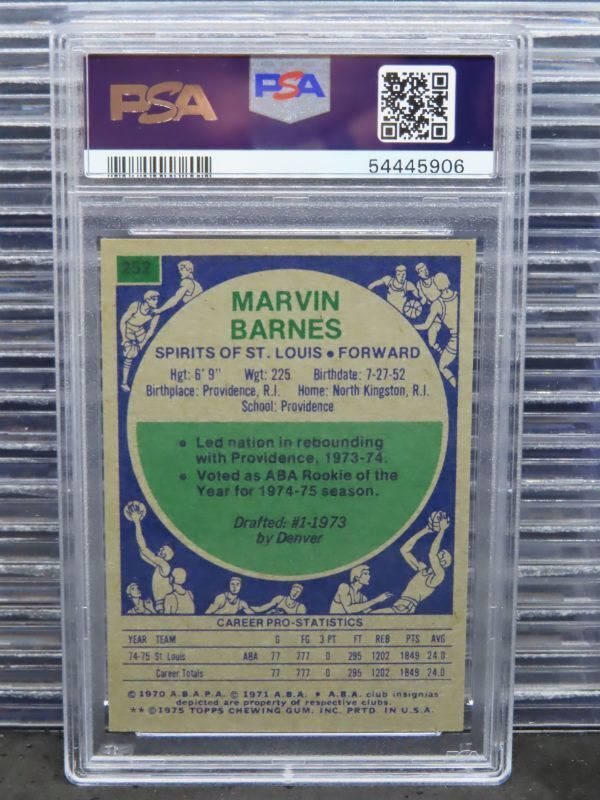 PSA PSA
54445906
252
MARVIN
BARNES
SPIRITS OF ST. LOUIS • FORWARD
Hgt: 6' 9" Wgt: 225 Birthdate: 7-27-52
Birthplace: Providence, R.I. Home: North Kingston, R.I.
School: Providence
• Led nation in rebounding
with Providence, 1973-74.
• Voted as ABA Rookie of the
Year for 1974-75 season.
Drafted: #1-1973
by Denver
CAREER PRO-STATISTICS
YEAR TEAM G FG 3 PT FT REB PTS AVG
74-75 St. Louis ABA 77 777 0 295 1202 1849 24.0
Career Totals 77 777 0 295 1202 1849 24.0
© 1970 A.B.A.P.A. © 1971 A.B.A. • A.B.A. club insignias
depicted are property of respective clubs.
** © 1975 TOPPS CHEWING GUM, INC. PRTD. IN U.S.A.
PSA